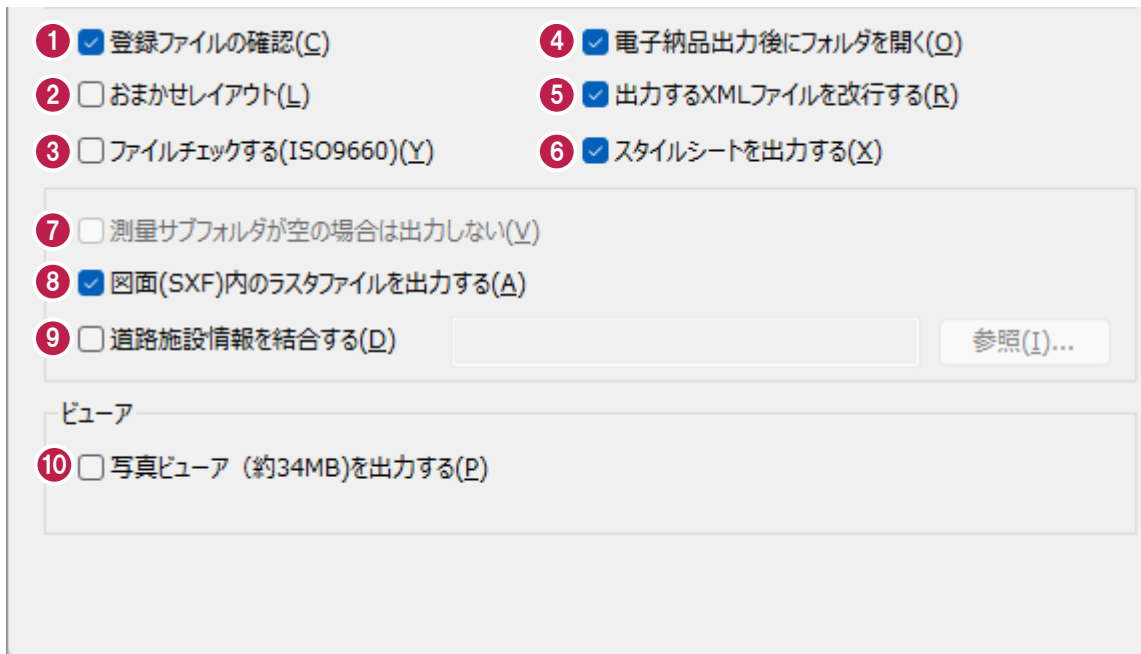 1 登録ファイルの確認(C)
4 電子納品出力後にフォルダを開く(O)
2 おまかせレイアウト(L)
5 出力するXMLファイルを改行する(R)
3 ファイルチェックする(ISO9660)(Y)
6 スタイルシートを出力する(X)
7 測量サブフォルダが空の場合は出力しない(V)
8 図面(SXF)内のラスタファイルを出力する(A)
9 道路施設情報を結合する(D) 参照(I)...
ビューア
10 写真ビューア (約34MB)を出力する(P)